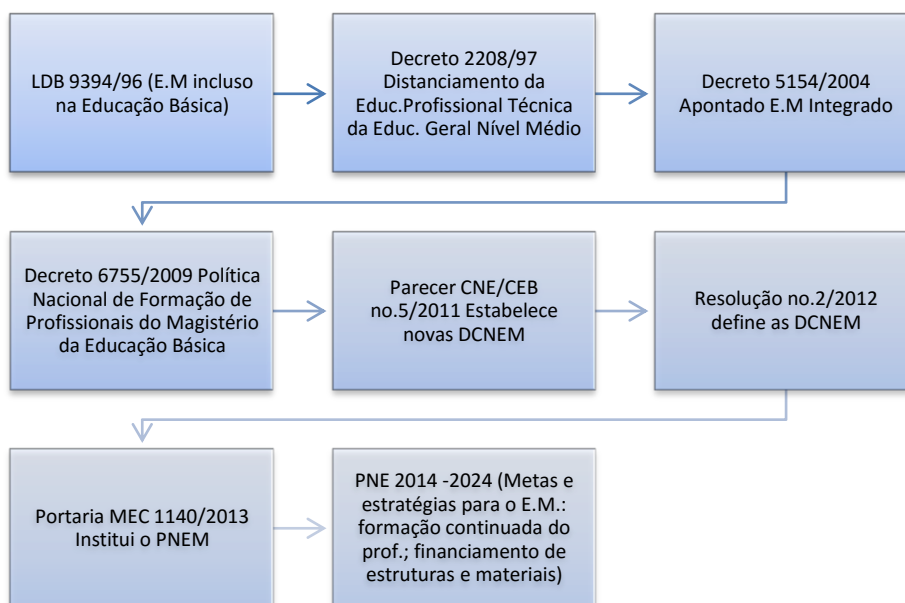 LDB 9394/96 (E.M incluso
na Educação Básica)
Decreto 2208/97
Distanciamento da
Educ.Profissional Técnica
da Educ. Geral Nível Médio
Decreto 5154/2004
Apontado E.M Integrado
Decreto 6755/2009 Política
Nacional de Formação de
Profissionais do Magistério
da Educação Básica
Parecer CNE/CEB
no.5/2011 Estabelece
novas DCNEM
Resolução no.2/2012
define as DCNEM
Portaria MEC 1140/2013
Institui o PNEM
PNE 2014 -2024 (Metas e
estratégias para o E.M.:
formação continuada do
prof.; financiamento de
estruturas e materiais)